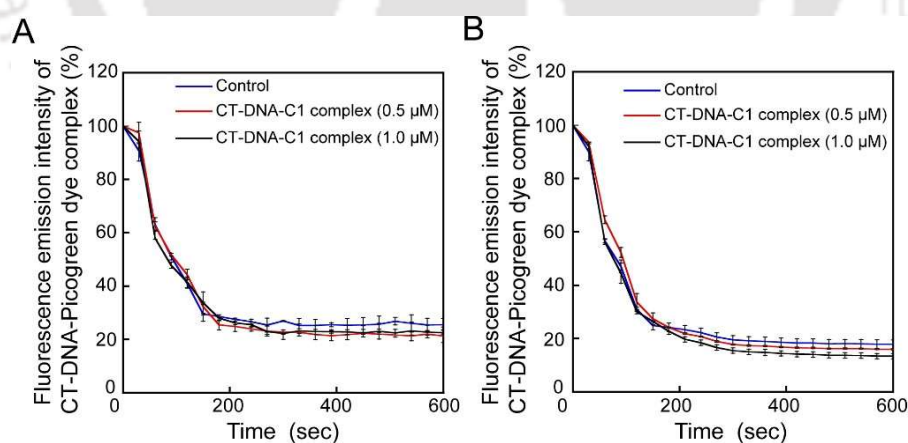 A
Fluorescence emission intensity of
CT-DNA-Picogreen dye complex (%)
120
100
80
60
40
20
0
Control
CT-DNA-C1 complex (0.5 µM)
CT-DNA-C1 complex (1.0 µM)
0 200 400 600
Time (sec)
B
Fluorescence emission intensity of
CT-DNA-Picogreen dye complex (%)
120
100
80
60
40
20
0
Control
CT-DNA-C1 complex (0.5 µM)
CT-DNA-C1 complex (1.0 µM)
0 200 400 600
Time (sec)